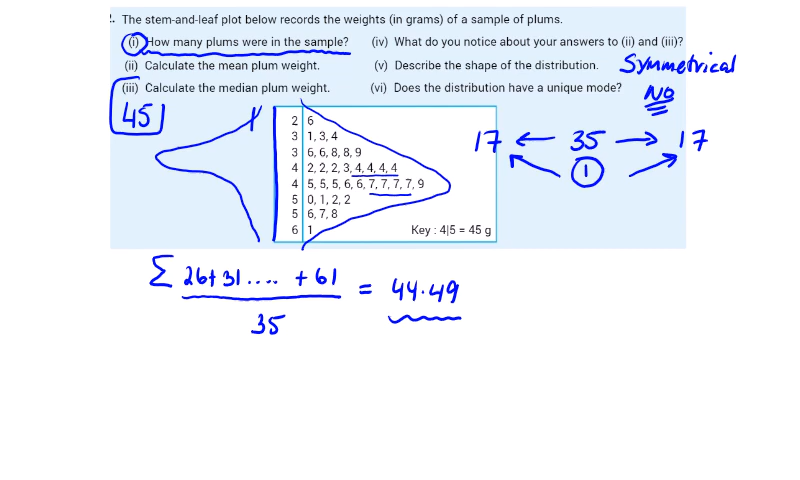 2. The stem-and-leaf plot below records the weights (in grams) of a sample of plums.
(i) How many plums were in the sample?
(iv) What do you notice about your answers to (ii) and (iii)?
(ii) Calculate the mean plum weight.
(v) Describe the shape of the distribution.
Symmetrical
(iii) Calculate the median plum weight.
(vi) Does the distribution have a unique mode?
No
45
2 6
3 1, 3, 4
3 6, 6, 8, 8, 9
4 2, 2, 2, 3, 4, 4, 4, 4
4 5, 5, 5, 6, 6, 7, 7, 7, 7, 9
5 0, 1, 2, 2
5 6, 7, 8
6 1
Key : 4|5 = 45 g
17 ← 35 → 17
1
Σ 26+31.... +61
35
= 44.49